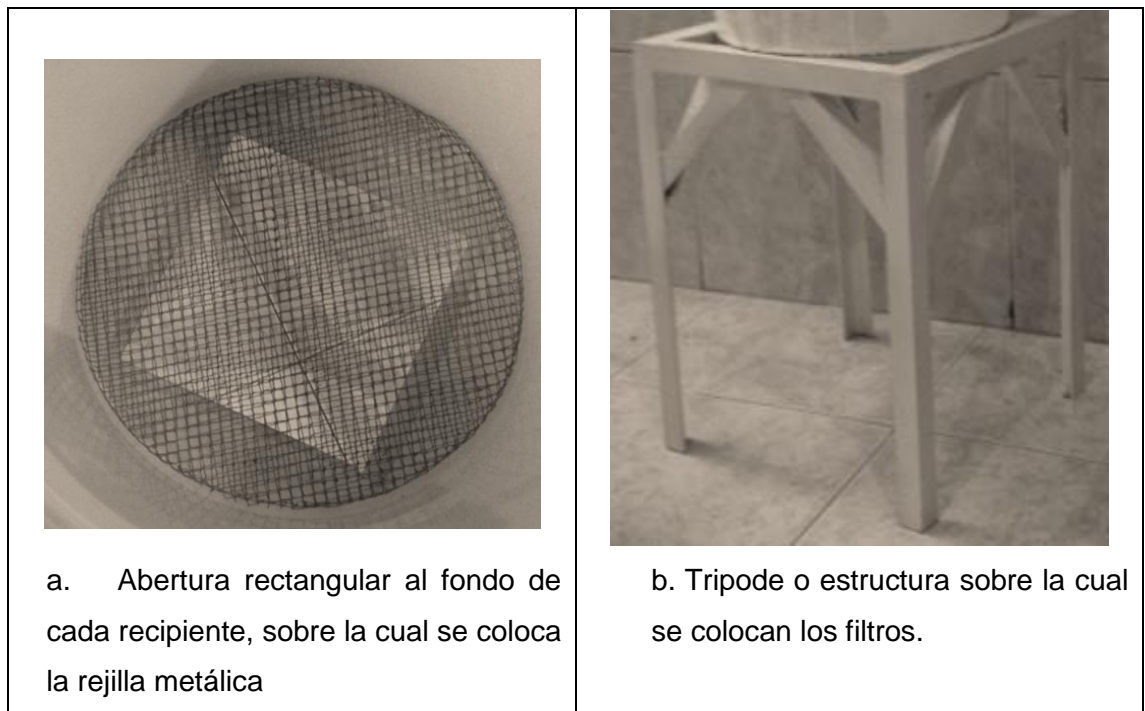 a. Abertura rectangular al fondo de
cada recipiente, sobre la cual se coloca
la rejilla metálica
b. Tripode o estructura sobre la cual
se colocan los filtros.